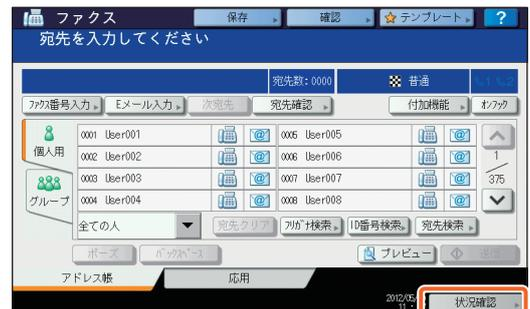 ファクス 保存 確認 テンプレート ?
宛先を入力してください
宛先数:0000 普通
ファクス番号入力 Eメール入力 次宛先 宛先確認 付加機能 オンフック
個人用
グループ
0001 User001 0005 User005
0002 User002 0006 User006
0003 User003 0007 User007
0004 User004 0008 User008
1
375
全ての人 宛先クリア フリガナ検索 ID番号検索 宛先検索
ポーズ バックスペース プレビュー 送信
アドレス帳 応用
状況確認